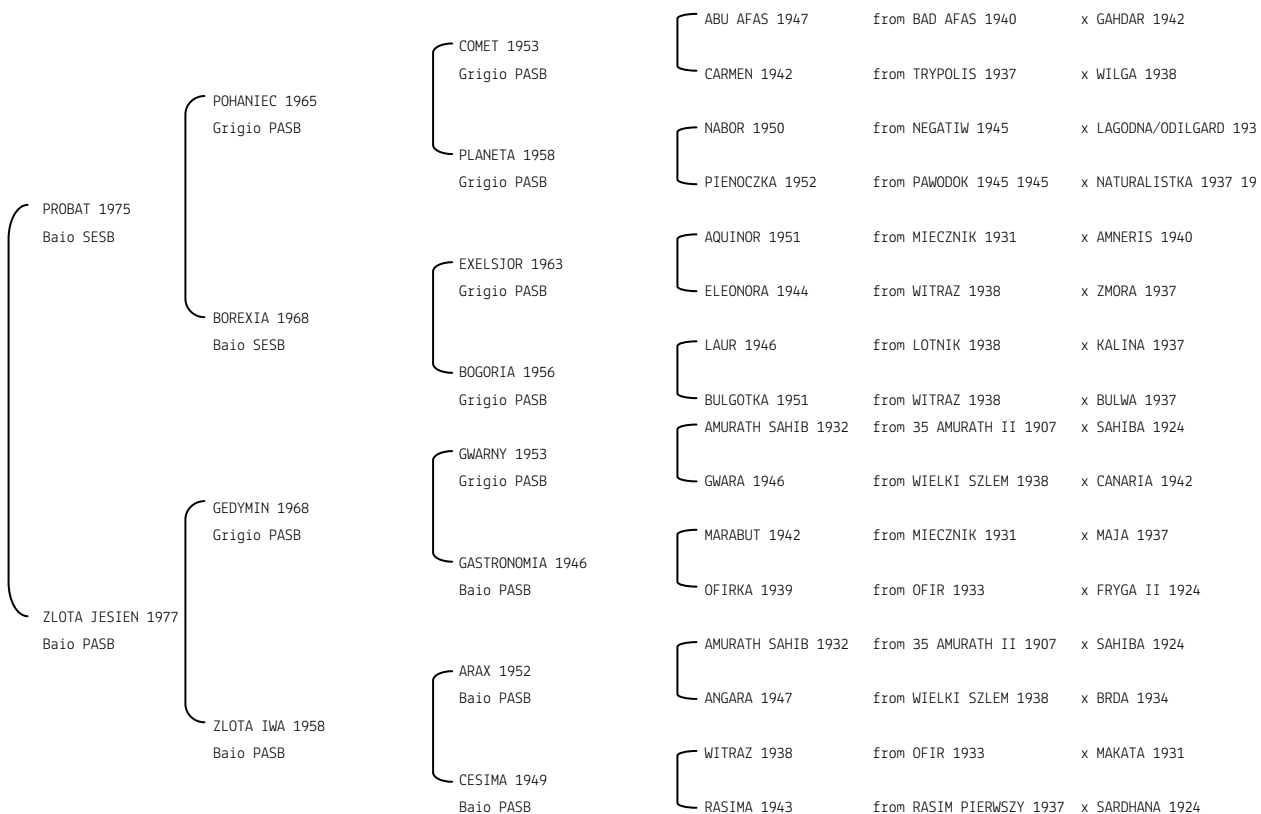 ABU AFAS 1947 from BAD AFAS 1940 x GAHDAR 1942
COMET 1953
Grigio PASB CARMEN 1942 from TRYPOLIS 1937 x WILGA 1938
POHANIEC 1965
Grigio PASB NABOR 1950 from NEGATIW 1945 x LAGODNA/ODILGARD 193
PLANETA 1958
Grigio PASB PIENOCZKA 1952 from PAWODOK 1945 1945 x NATURALISTKA 1937 19
PROBAT 1975
Baio SESB AQUINOR 1951 from MIECZNIK 1931 x AMNERIS 1940
EXELSJOR 1963
Grigio PASB ELEONORA 1944 from WITRAZ 1938 x ZMORA 1937
BOREXIA 1968
Baio SESB LAUR 1946 from LOTNIK 1938 x KALINA 1937
BOGORIA 1956
Grigio PASB BULGOTKA 1951 from WITRAZ 1938 x BULWA 1937
AMURATH SAHIB 1932 from 35 AMURATH II 1907 x SAHIBA 1924
GWARNY 1953
Grigio PASB GWARA 1946 from WIELKI SZLEM 1938 x CANARIA 1942
GEDYMIN 1968
Grigio PASB MARABUT 1942 from MIECZNIK 1931 x MAJA 1937
GASTRONOMIA 1946
Baio PASB OFIRKA 1939 from OFIR 1933 x FRYGA II 1924
ZLOTA JESIEN 1977
Baio PASB AMURATH SAHIB 1932 from 35 AMURATH II 1907 x SAHIBA 1924
ARAX 1952
Baio PASB ANGARA 1947 from WIELKI SZLEM 1938 x BRDA 1934
ZLOTA IWA 1958
Baio PASB WITRAZ 1938 from OFIR 1933 x MAKATA 1931
CESIMA 1949
Baio PASB RASIMA 1943 from RASIM PIERWSZY 1937 x SARDHANA 1924